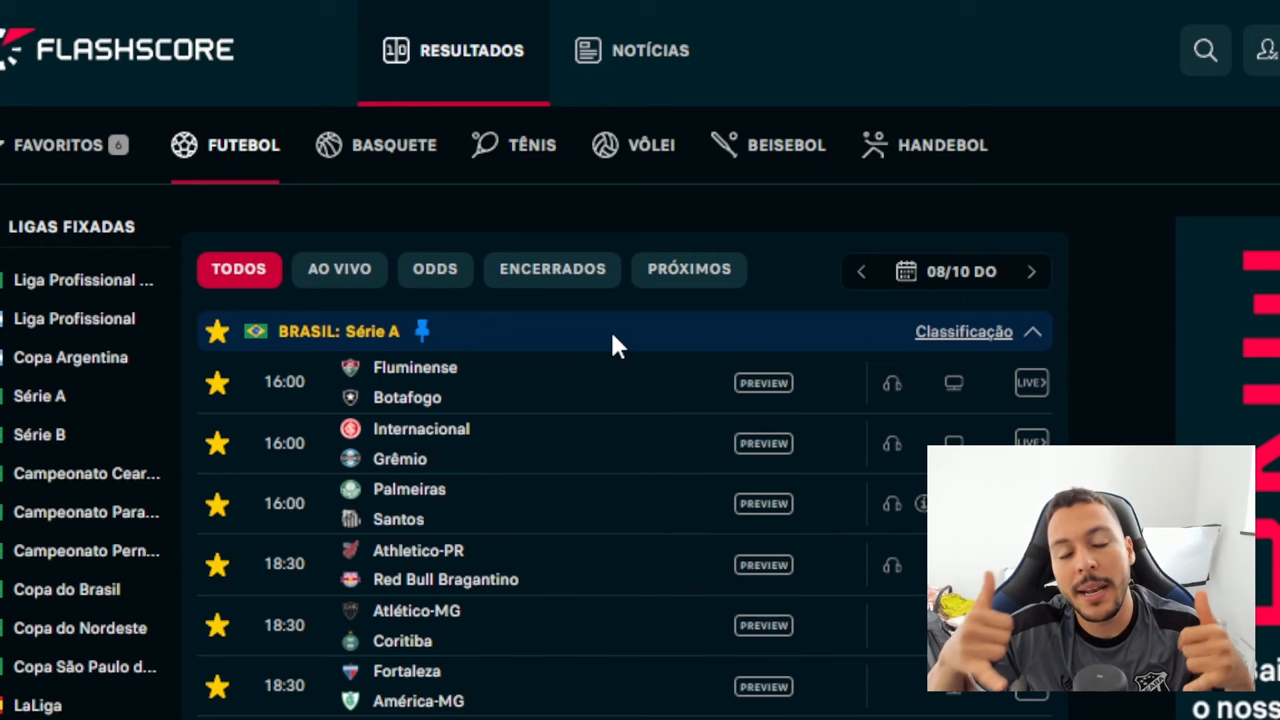 FLASHSCORE
RESULTADOS
NOTÍCIAS
FAVORITOS 6
FUTEBOL
BASQUETE
TÊNIS
VÔLEI
BEISEBOL
HANDEBOL
LIGAS FIXADAS
Liga Profissional ...
Liga Profissional
Copa Argentina
Série A
Série B
Campeonato Cear...
Campeonato Para...
Campeonato Pern...
Copa do Brasil
Copa do Nordeste
Copa São Paulo d...
LaLiga
TODOS
AO VIVO
ODDS
ENCERRADOS
PRÓXIMOS
08/10 DO
BRASIL: Série A
Classificação
16:00
Fluminense
Botafogo
PREVIEW
LIVE
16:00
Internacional
Grêmio
PREVIEW
LIVE
16:00
Palmeiras
Santos
PREVIEW
18:30
Athletico-PR
Red Bull Bragantino
PREVIEW
18:30
Atlético-MG
Coritiba
PREVIEW
18:30
Fortaleza
América-MG
PREVIEW
o noss